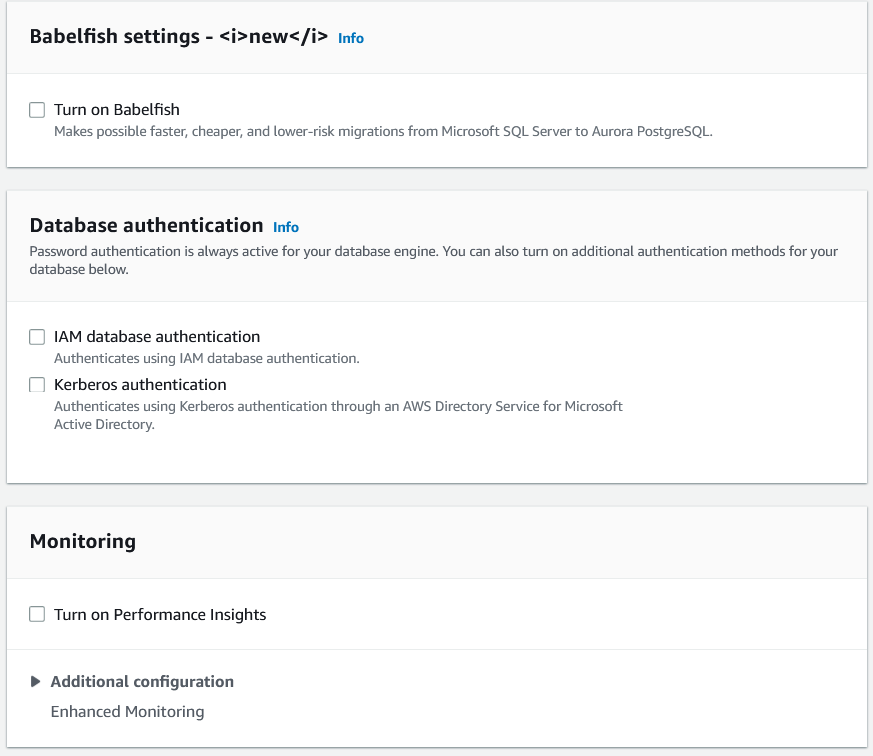 Babelfish settings - <i>new</i> Info
Turn on Babelfish
Makes possible faster, cheaper, and lower-risk migrations from Microsoft SQL Server to Aurora PostgreSQL.
Database authentication Info
Password authentication is always active for your database engine. You can also turn on additional authentication methods for your
database below.
IAM database authentication
Authenticates using IAM database authentication.
Kerberos authentication
Authenticates using Kerberos authentication through an AWS Directory Service for Microsoft
Active Directory.
Monitoring
Turn on Performance Insights
Additional configuration
Enhanced Monitoring